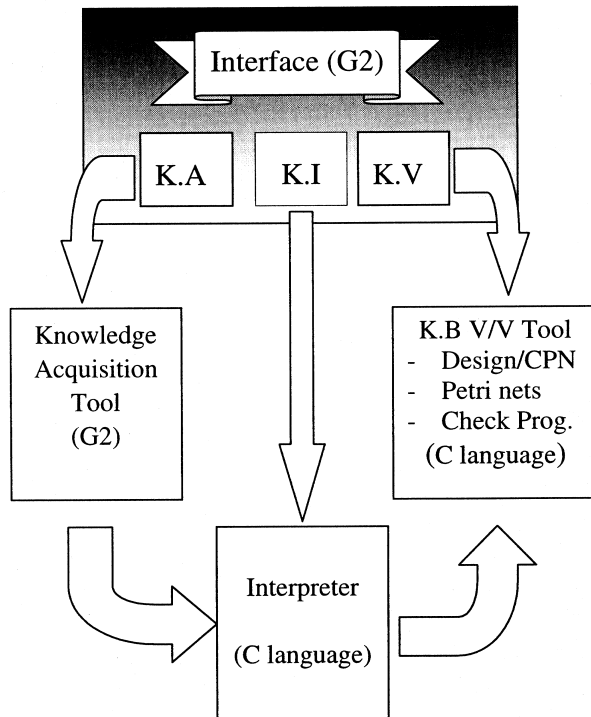 Interface (G2)
K.A
K.I
K.V
Knowledge
Acquisition
Tool
(G2)
K.B V/V Tool
- Design/CPN
- Petri nets
- Check Prog.
(C language)
Interpreter
(C language)